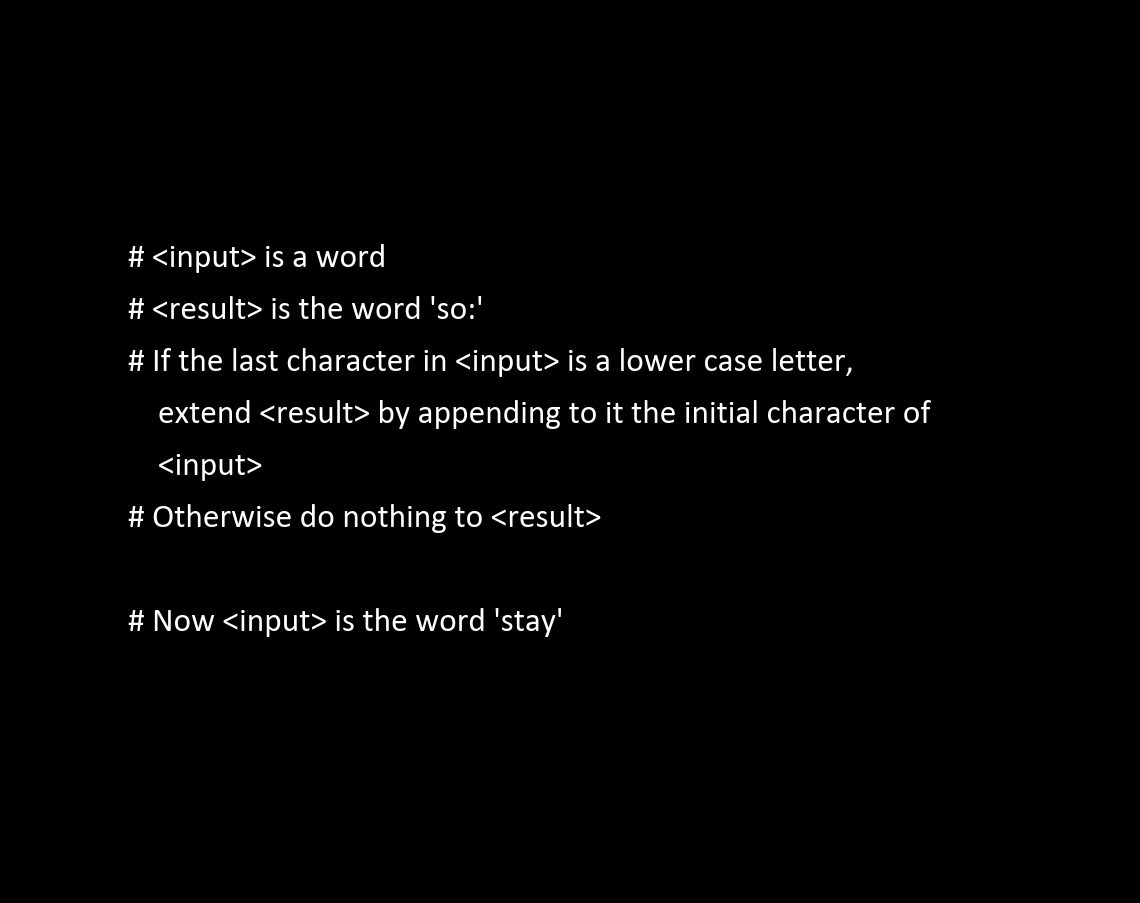 # <input> is a word
# <result> is the word 'so:'
# If the last character in <input> is a lower case letter,
extend <result> by appending to it the initial character of
<input>
# Otherwise do nothing to <result>
# Now <input> is the word 'stay'